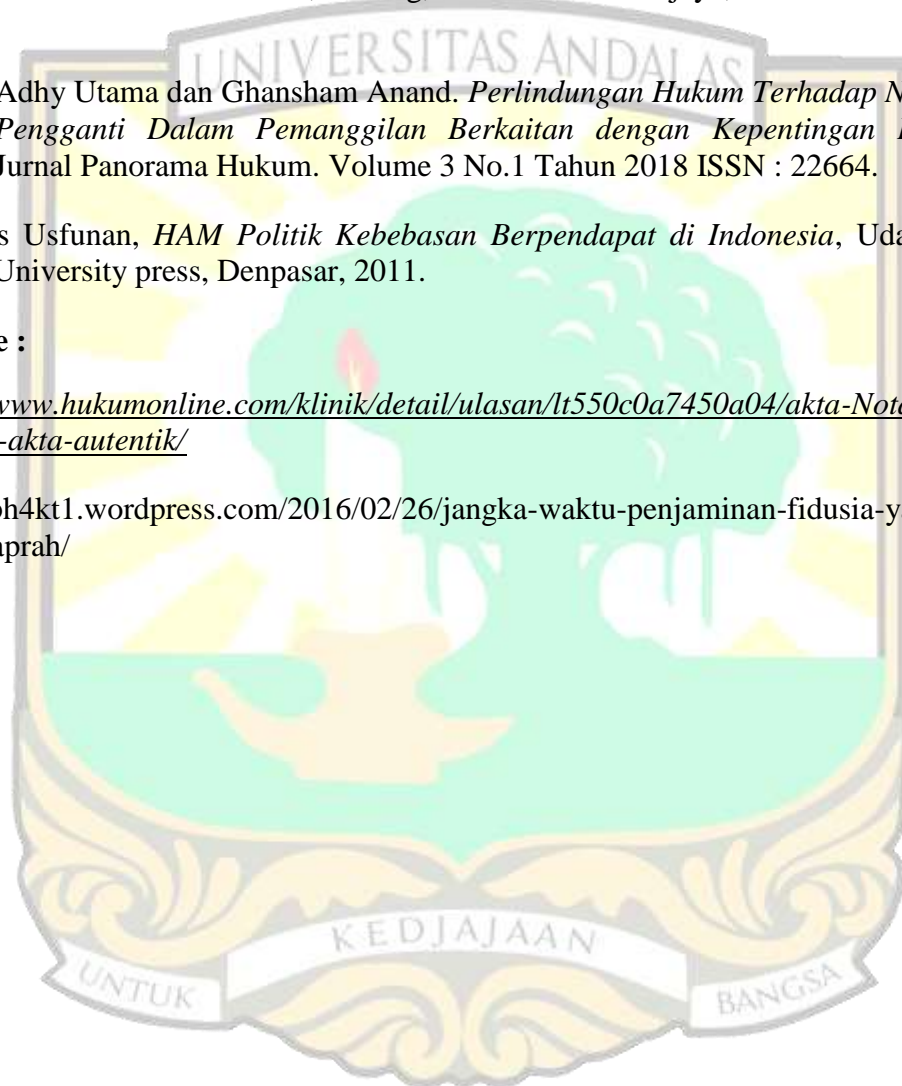 UNIVERSITAS ANDALAS
Adhy Utama dan Ghansham Anand. Perlindungan Hukum Terhadap N
Pengganti Dalam Pemanggilan Berkaitan dengan Kepentingan
Jurnal Panorama Hukum. Volume 3 No.1 Tahun 2018 ISSN : 22664.
s Usfunan, HAM Politik Kebebasan Berpendapat di Indonesia, Uda
University press, Denpasar, 2011.
e :
www.hukumonline.com/klinik/detail/ulasan/lt550c0a7450a04/akta-Nota
-akta-autentik/
ph4kt1.wordpress.com/2016/02/26/jangka-waktu-penjaminan-fidusia-y
aprah/
UNTUK KEDJAJAAN BANGSA